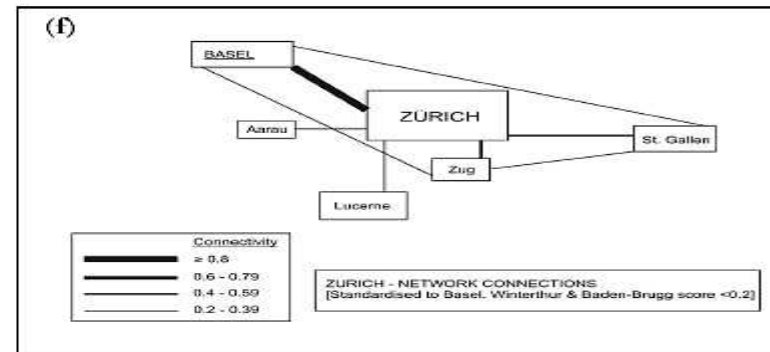 (f)
BASEL
ZÜRICH
Aarau
St. Gallen
Zug
Lucerne
Connectivity
≥ 0.8
0.6 - 0.79
0.4 - 0.59
0.2 - 0.39
ZURICH - NETWORK CONNECTIONS
[Standardised to Basel. Winterthur & Baden-Brugg score <0.2]